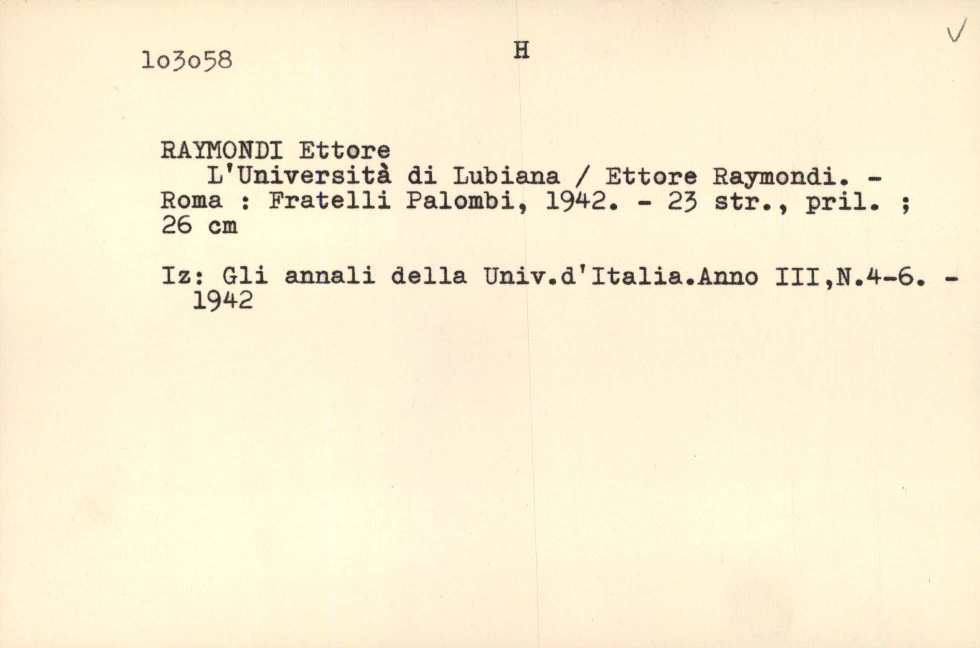 103058
H
RAYMONDI Ettore
L'Università di Lubiana / Ettore Raymondi. -
Roma : Fratelli Palombi, 1942. - 23 str., pril. ;
26 cm
Iz: Gli annali della Univ.d'Italia.Anno III,N.4-6. -
1942